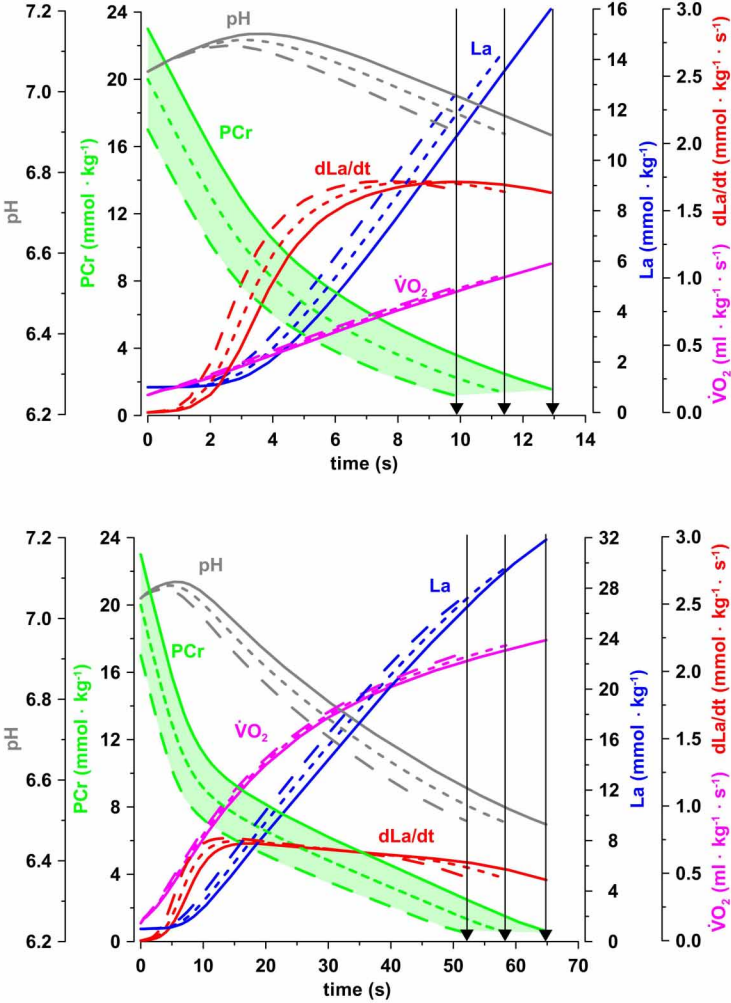 7.2
7.0
6.8
6.6
6.4
6.2
pH
24
20
16
12
8
4
0
PCr (mmol · kg⁻¹)
pH
PCr
dLa/dt
La
V̇O₂
0 2 4 6 8 10 12 14
time (s)
16
14
12
10
8
6
4
2
0
La (mmol · kg⁻¹)
3.0
2.5
2.0
1.5
1.0
0.5
0.0
V̇O₂ (ml · kg⁻¹ · s⁻¹) dLa/dt (mmol · kg⁻¹ · s⁻¹)
7.2
7.0
6.8
6.6
6.4
6.2
pH
24
20
16
12
8
4
0
PCr (mmol · kg⁻¹)
pH
PCr
V̇O₂
La
dLa/dt
0 10 20 30 40 50 60 70
time (s)
32
28
24
20
16
12
8
4
0
La (mmol · kg⁻¹)
3.0
2.5
2.0
1.5
1.0
0.5
0.0
V̇O₂ (ml · kg⁻¹ · s⁻¹) dLa/dt (mmol · kg⁻¹ · s⁻¹)